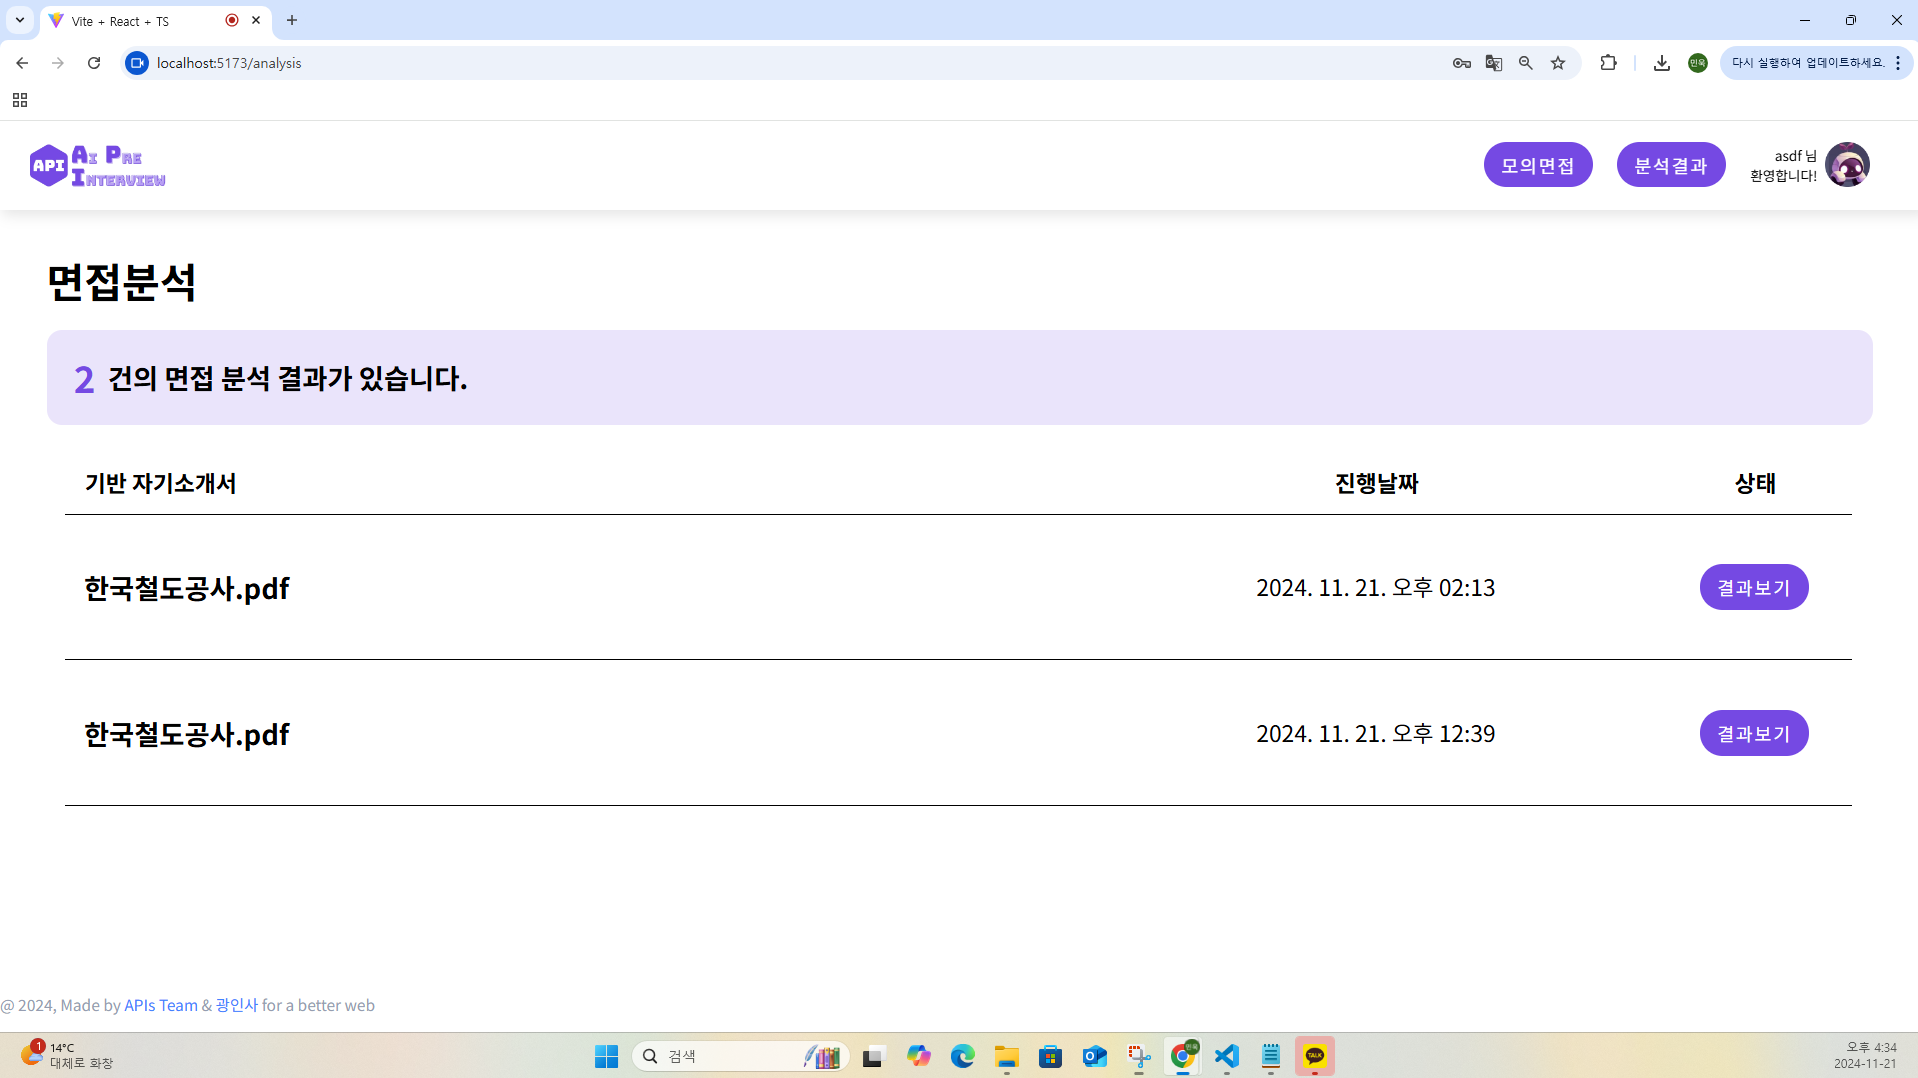 Vite + React + TS
localhost:5173/analysis
민욱
다시 실행하여 업데이트하세요.
API
Ai Pre
Interview
모의면접
분석결과
asdf 님
환영합니다!
면접분석
2 건의 면접 분석 결과가 있습니다.
기반 자기소개서 진행날짜 상태
한국철도공사.pdf 2024. 11. 21. 오후 02:13 결과보기
한국철도공사.pdf 2024. 11. 21. 오후 12:39 결과보기
@ 2024, Made by APIs Team & 광인사 for a better web
1
14°C
대체로 화창
검색
민욱
TALK
오후 4:34
2024-11-21